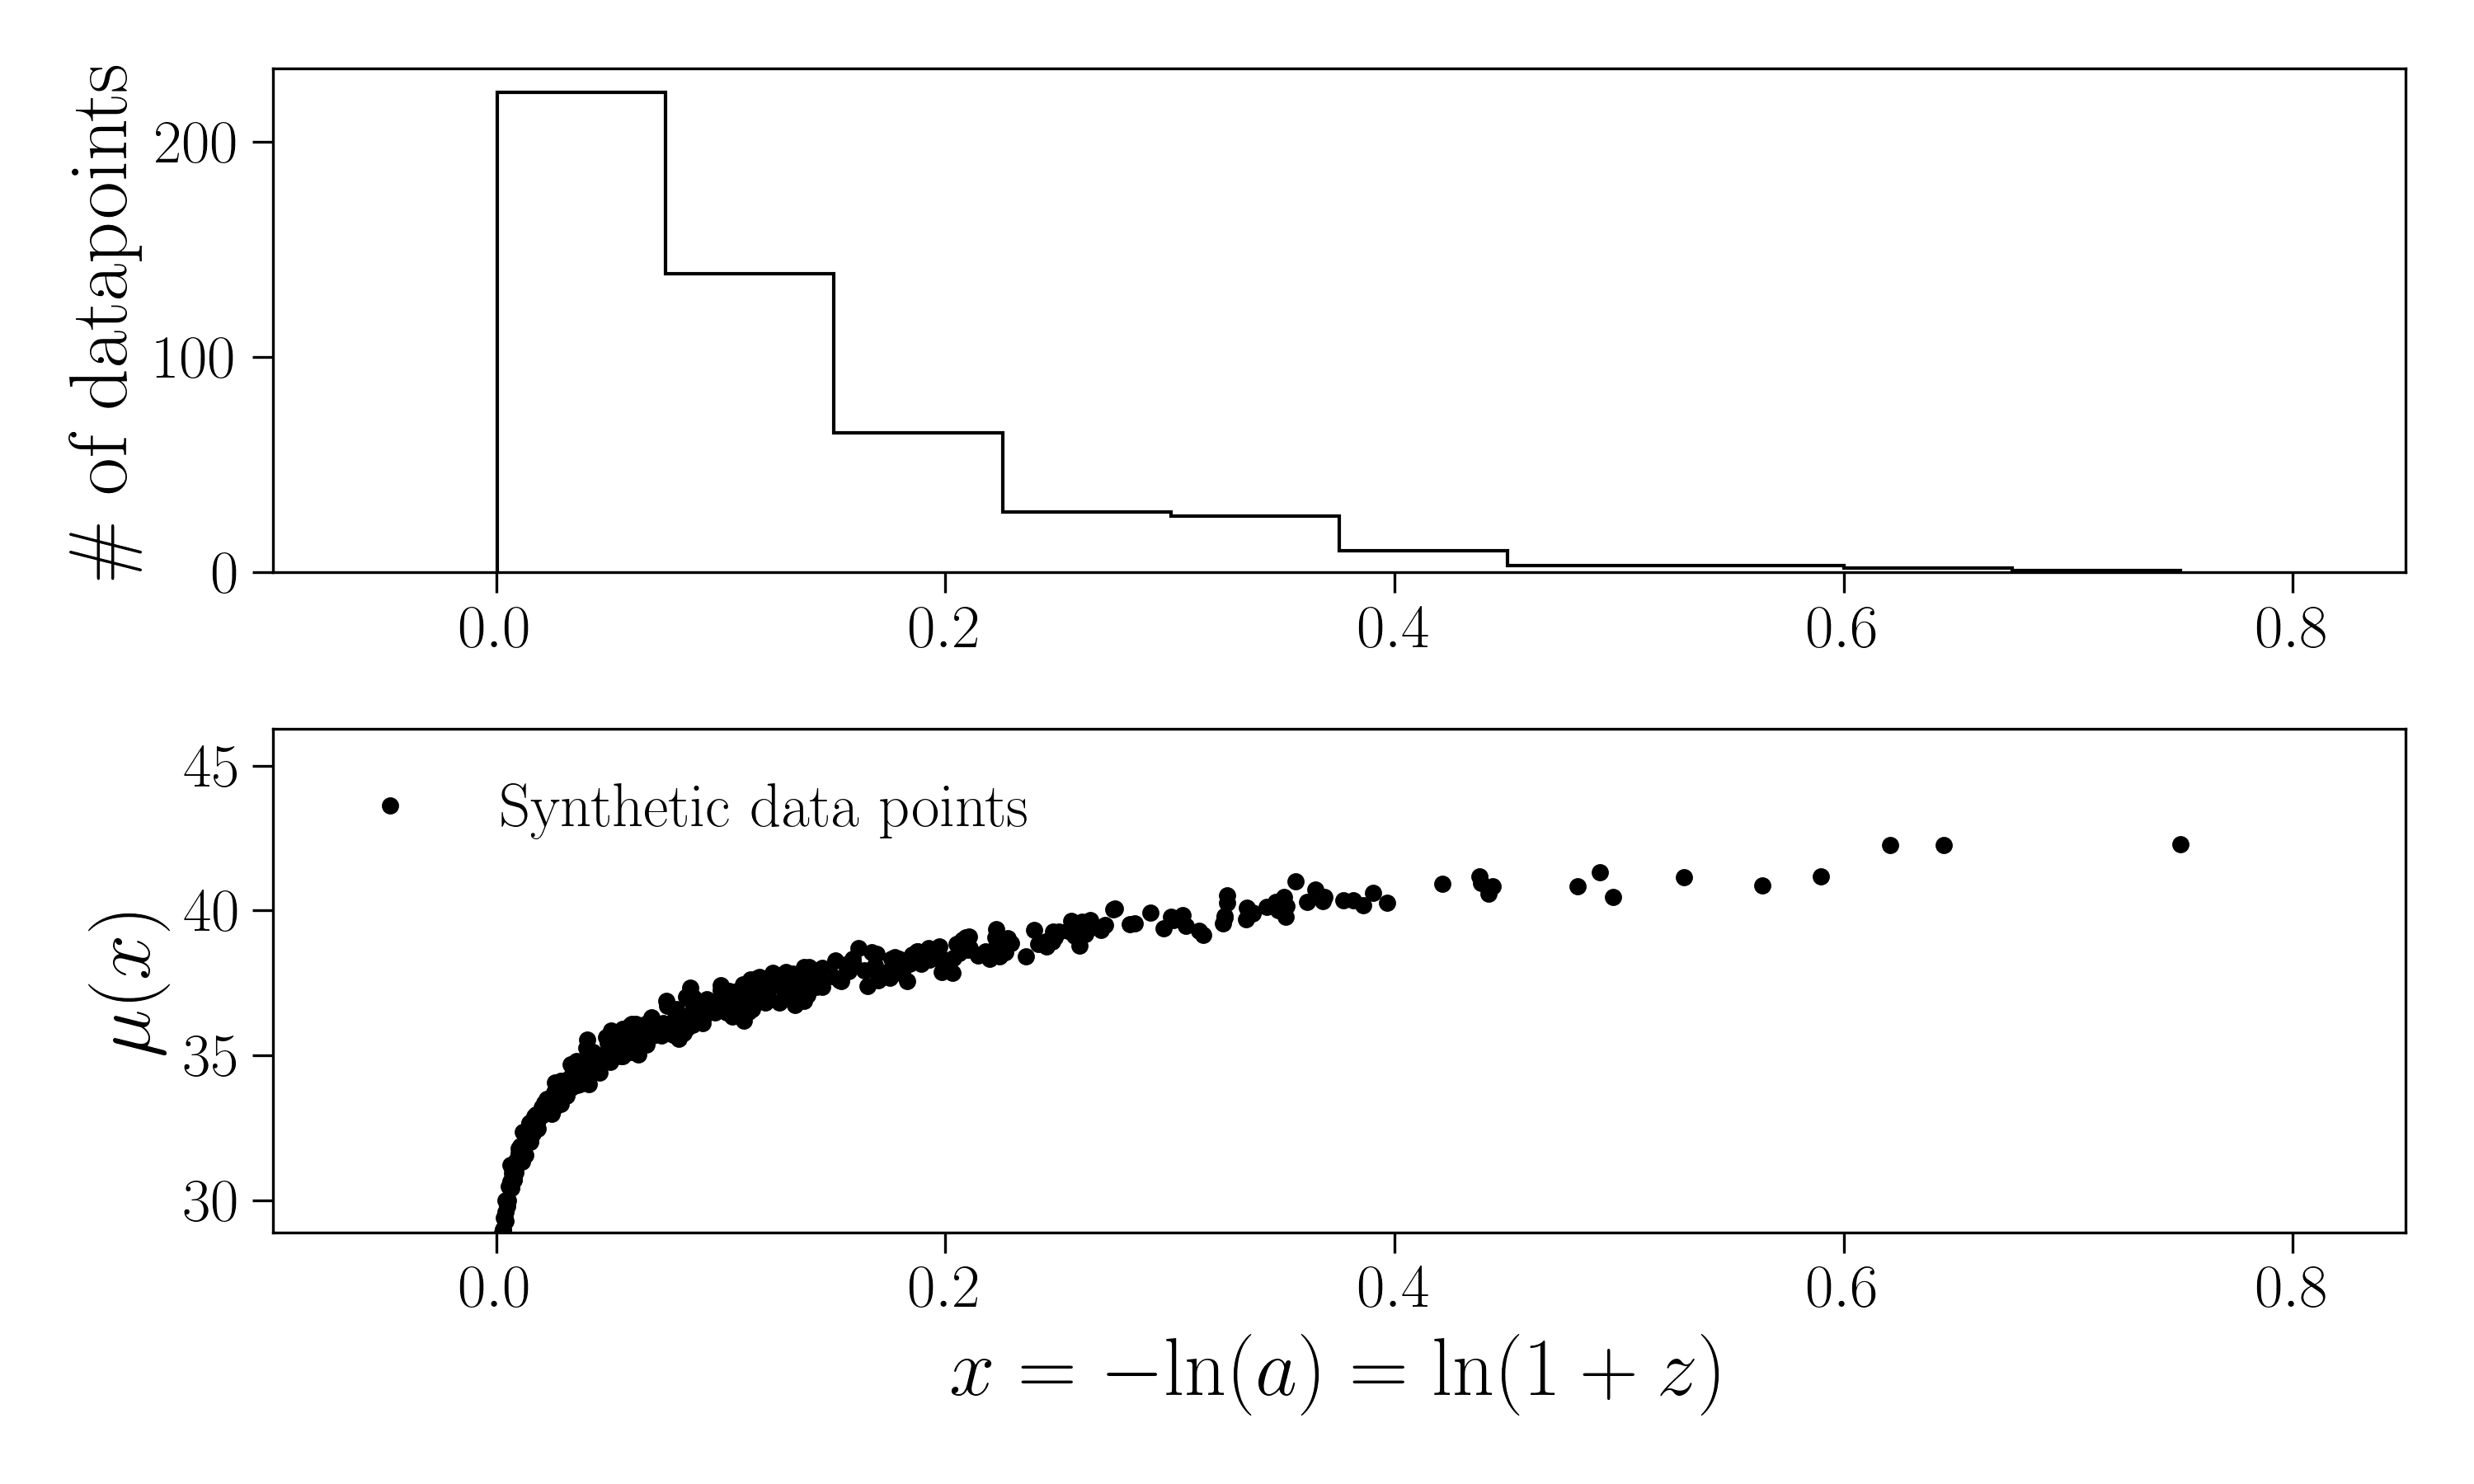 # of datapoints
200
100
0
0.0 0.2 0.4 0.6 0.8
μ(x)
45
40
35
30
Synthetic data points
0.0 0.2 0.4 0.6 0.8
x = −ln(a) = ln(1 + z)